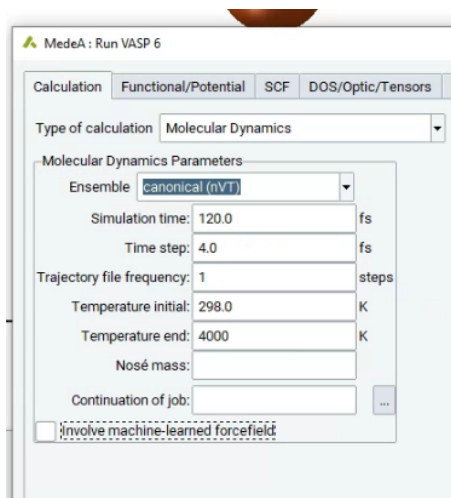 MedeA : Run VASP 6
Calculation Functional/Potential SCF DOS/Optic/Tensors
Type of calculation Molecular Dynamics
Molecular Dynamics Parameters
Ensemble canonical (nVT)
Simulation time: 120.0 fs
Time step: 4.0 fs
Trajectory file frequency: 1 steps
Temperature initial: 298.0 K
Temperature end: 4000 K
Nosé mass:
Continuation of job: ...
Involve machine-learned forcefield